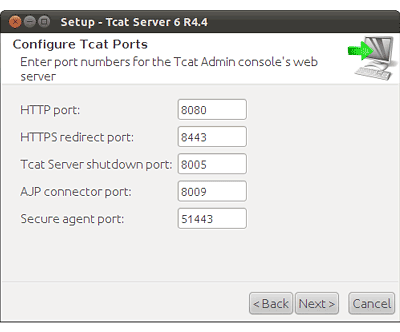 Setup - Tcat Server 6 R4.4
Configure Tcat Ports
Enter port numbers for the Tcat Admin console's web
server
HTTP port: 8080
HTTPS redirect port: 8443
Tcat Server shutdown port: 8005
AJP connector port: 8009
Secure agent port: 51443
< Back Next > Cancel